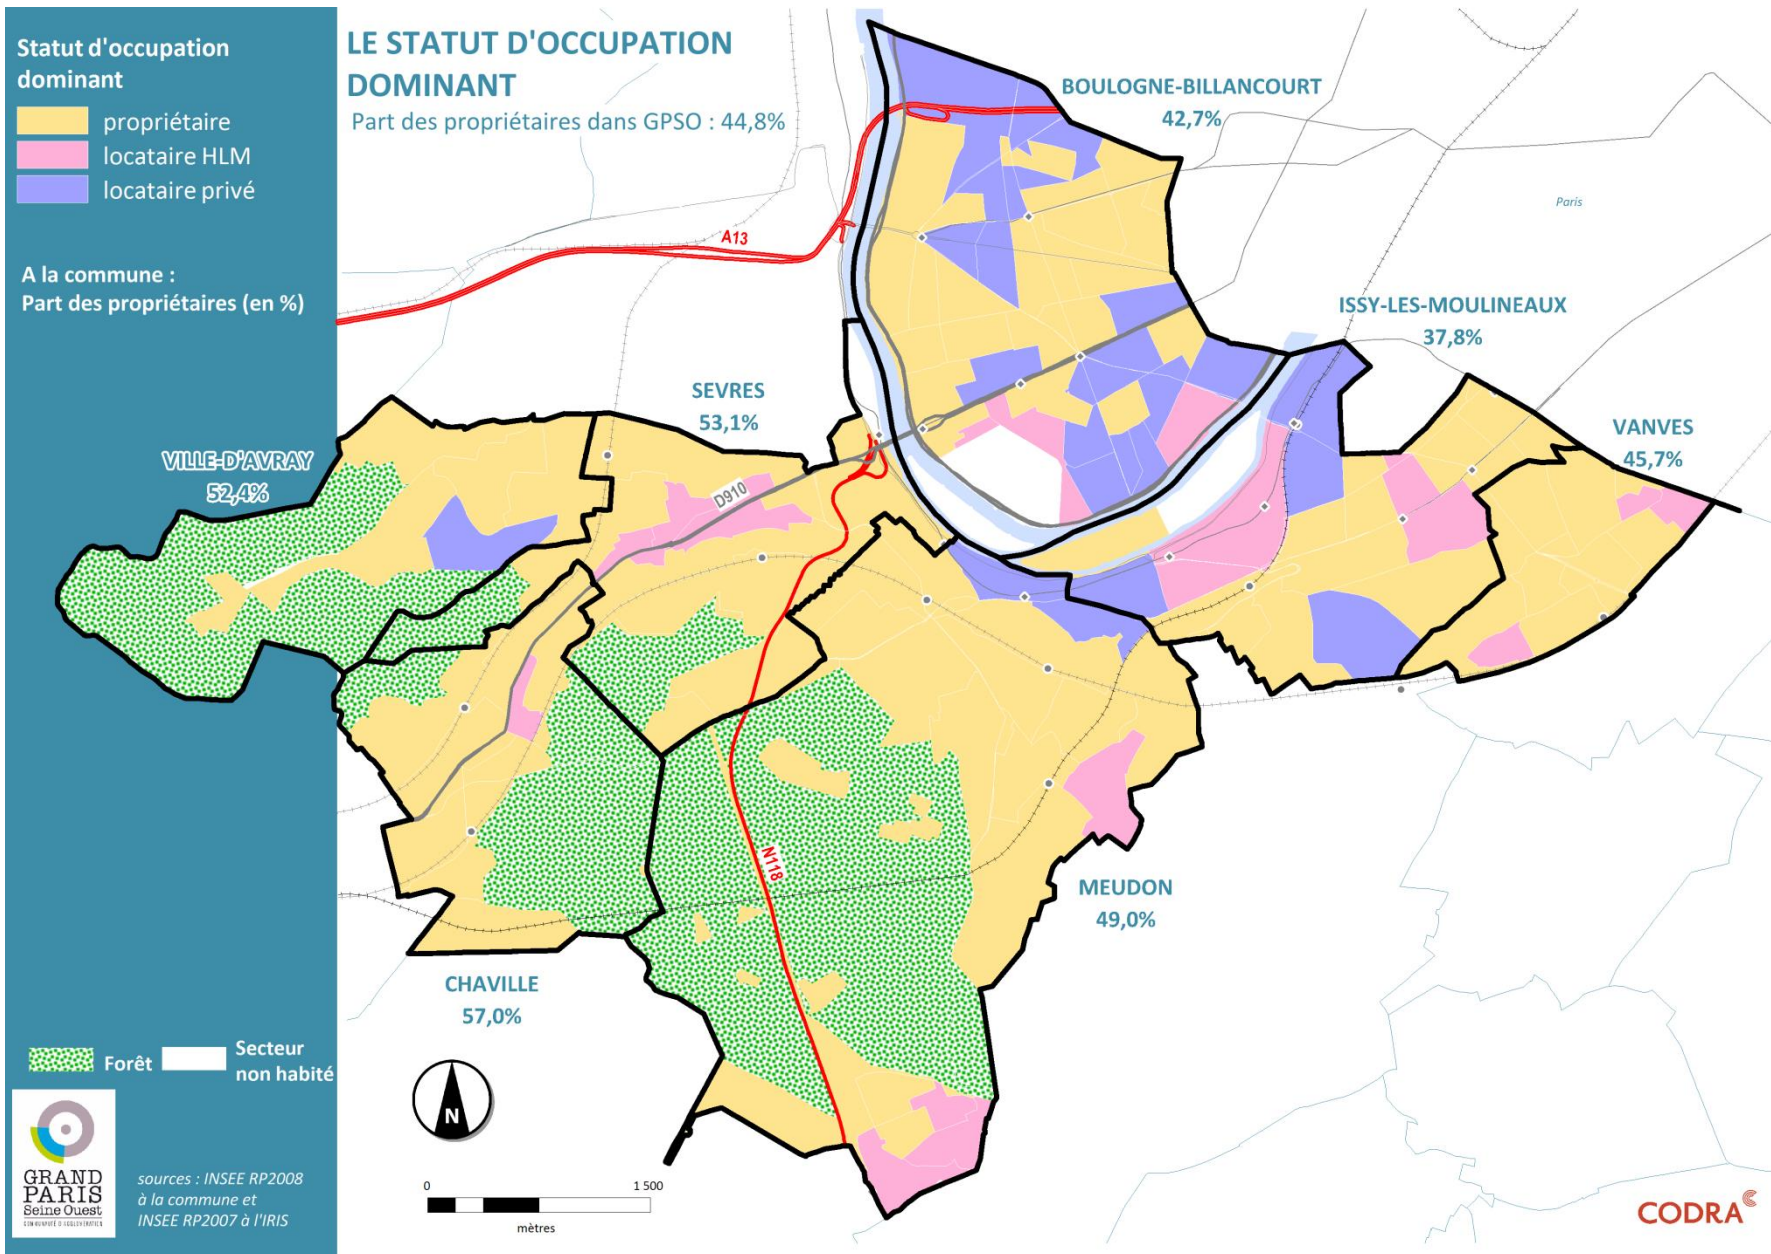 Statut d'occupation
dominant
propriétaire
locataire HLM
locataire privé
A la commune :
Part des propriétaires (en %)
LE STATUT D'OCCUPATION
DOMINANT
Part des propriétaires dans GPSO : 44,8%
BOULOGNE-BILLANCOURT
42,7%
Paris
A13
ISSY-LES-MOULINEAUX
37,8%
SEVRES
53,1%
VANVES
45,7%
VILLE-D'AVRAY
52,4%
D910
N118
MEUDON
49,0%
CHAVILLE
57,0%
Forêt
Secteur
non habité
N
0 1 500
mètres
GRAND
PARIS
Seine Ouest
COMMUNAUTÉ D'AGGLOMÉRATION
sources : INSEE RP2008
à la commune et
INSEE RP2007 à l'IRIS
CODRA